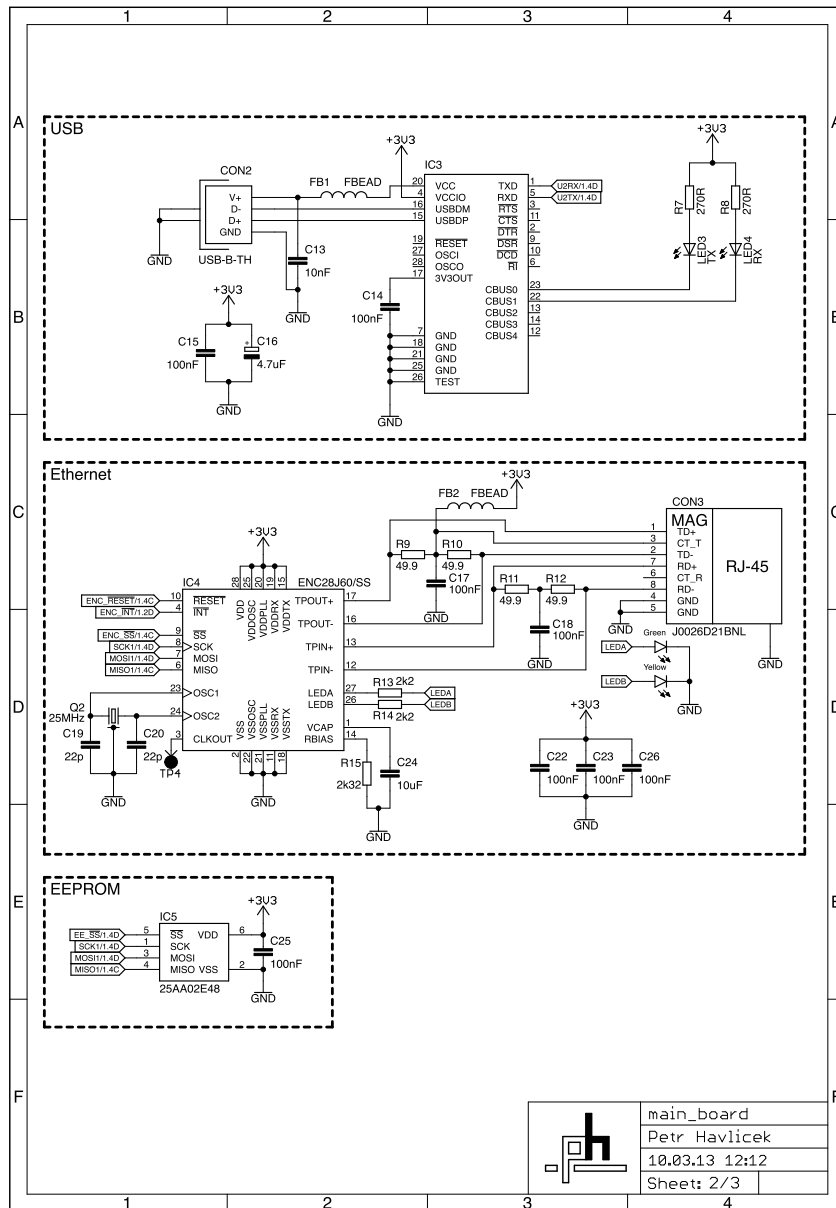 1 2 3 4
A A
USB
+3V3
+3V3
CON2
IC3
FB1 FBEAD
V+
D-
D+
GND
USB-B-TH
GND
C13
10nF
GND
20 VCC
4 VCCIO
16 USBDM
15 USBDP
19 RESET
27 OSCI
28 OSCO
17 3V3OUT
7 GND
18 GND
21 GND
25 GND
26 TEST
TXD 1 U2RX/1.4D
RXD 5 U2TX/1.4D
RTS 3
CTS 11
DTR 2
DSR 9
DCD 10
RI 6
CBUS0 23
CBUS1 22
CBUS2 13
CBUS3 14
CBUS4 12
R7
270R
R8
270R
LED3
TX
LED4
RX
B B
+3V3
C14
100nF
C15
100nF
C16
4.7uF
GND
GND
Ethernet
C C
+3V3
FB2 FBEAD
CON3
MAG
RJ-45
1 TD+
3 CT_T
2 TD-
7 RD+
6 CT_R
8 RD-
4 GND
5 GND
J0026D21BNL
GND
GND
+3V3
R9
49.9
R10
49.9
C17
100nF
GND
R11
49.9
R12
49.9
C18
100nF
GND
IC4
ENC28J60/SS
28 25 20 19 15
VDD
VDDOSC
VDDPLL
VDDRX
VDDTX
ENC_RESET/1.4C 10 RESET
ENC_INT/1.2D 4 INT
ENC_SS/1.4C 9 SS
SCK1/1.4D 8 SCK
MOSI1/1.4D 7 MOSI
MISO1/1.4C 6 MISO
23 OSC1
24 OSC2
3 CLKOUT
TPOUT+ 17
TPOUT- 16
TPIN+ 13
TPIN- 12
LEDA 27
LEDB 26
VCAP 1
RBIAS 14
VSS
VSSOSC
VSSPLL
VSSRX
VSSTX
2 22 21 11 18
GND
R13 2k2 LEDA
R14 2k2 LEDB
LEDA Green
LEDB Yellow
GND
D D
Q2
25MHz
C19
22p
C20
22p
GND
TP4
R15
2k32
C24
10uF
GND
+3V3
C22
100nF
C23
100nF
C26
100nF
GND
E E
EEPROM
+3V3
IC5
EE_SS/1.4D 5 SS VDD 6
SCK1/1.4D 1 SCK
MOSI1/1.4D 3 MOSI
MISO1/1.4C 4 MISO VSS 2
25AA02E48
C25
100nF
GND
F F
main_board
Petr Havlicek
10.03.13 12:12
Sheet: 2/3
1 2 3 4